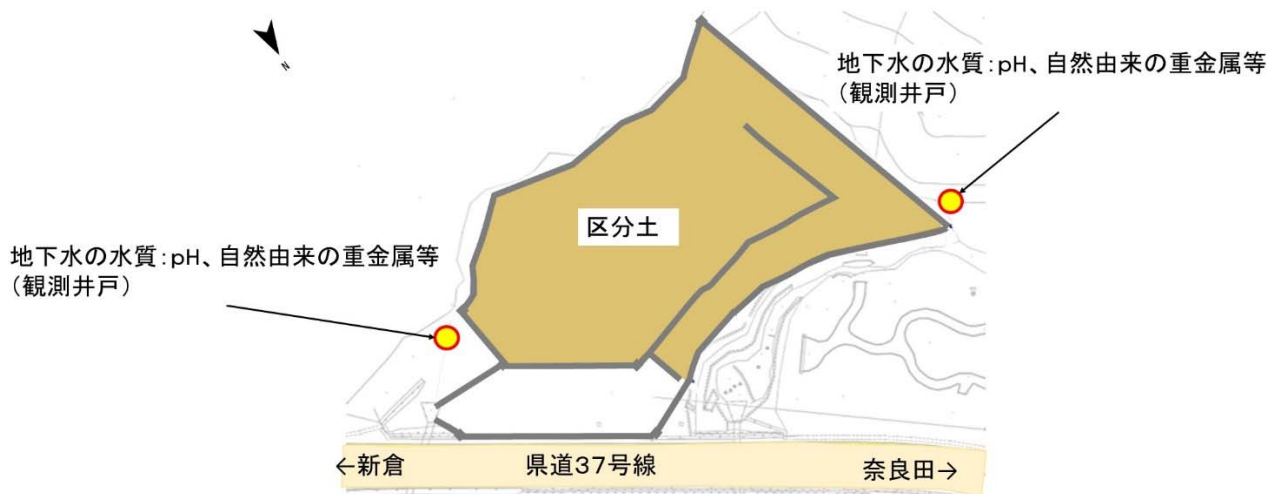 N
地下水の水質:pH、自然由来の重金属等
(観測井戸)
区分土
地下水の水質:pH、自然由来の重金属等
(観測井戸)
←新倉
県道37号線
奈良田→